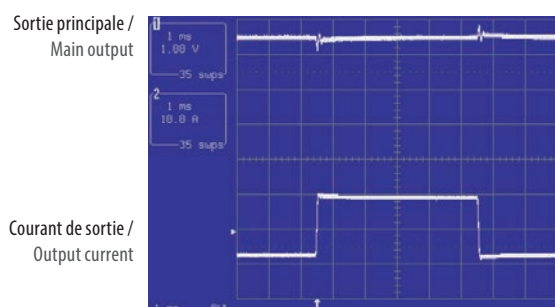 Sortie principale /
Main output
1
1 ms
1.00 V
35 swps
2
1 ms
10.0 A
35 swps
Courant de sortie /
Output current